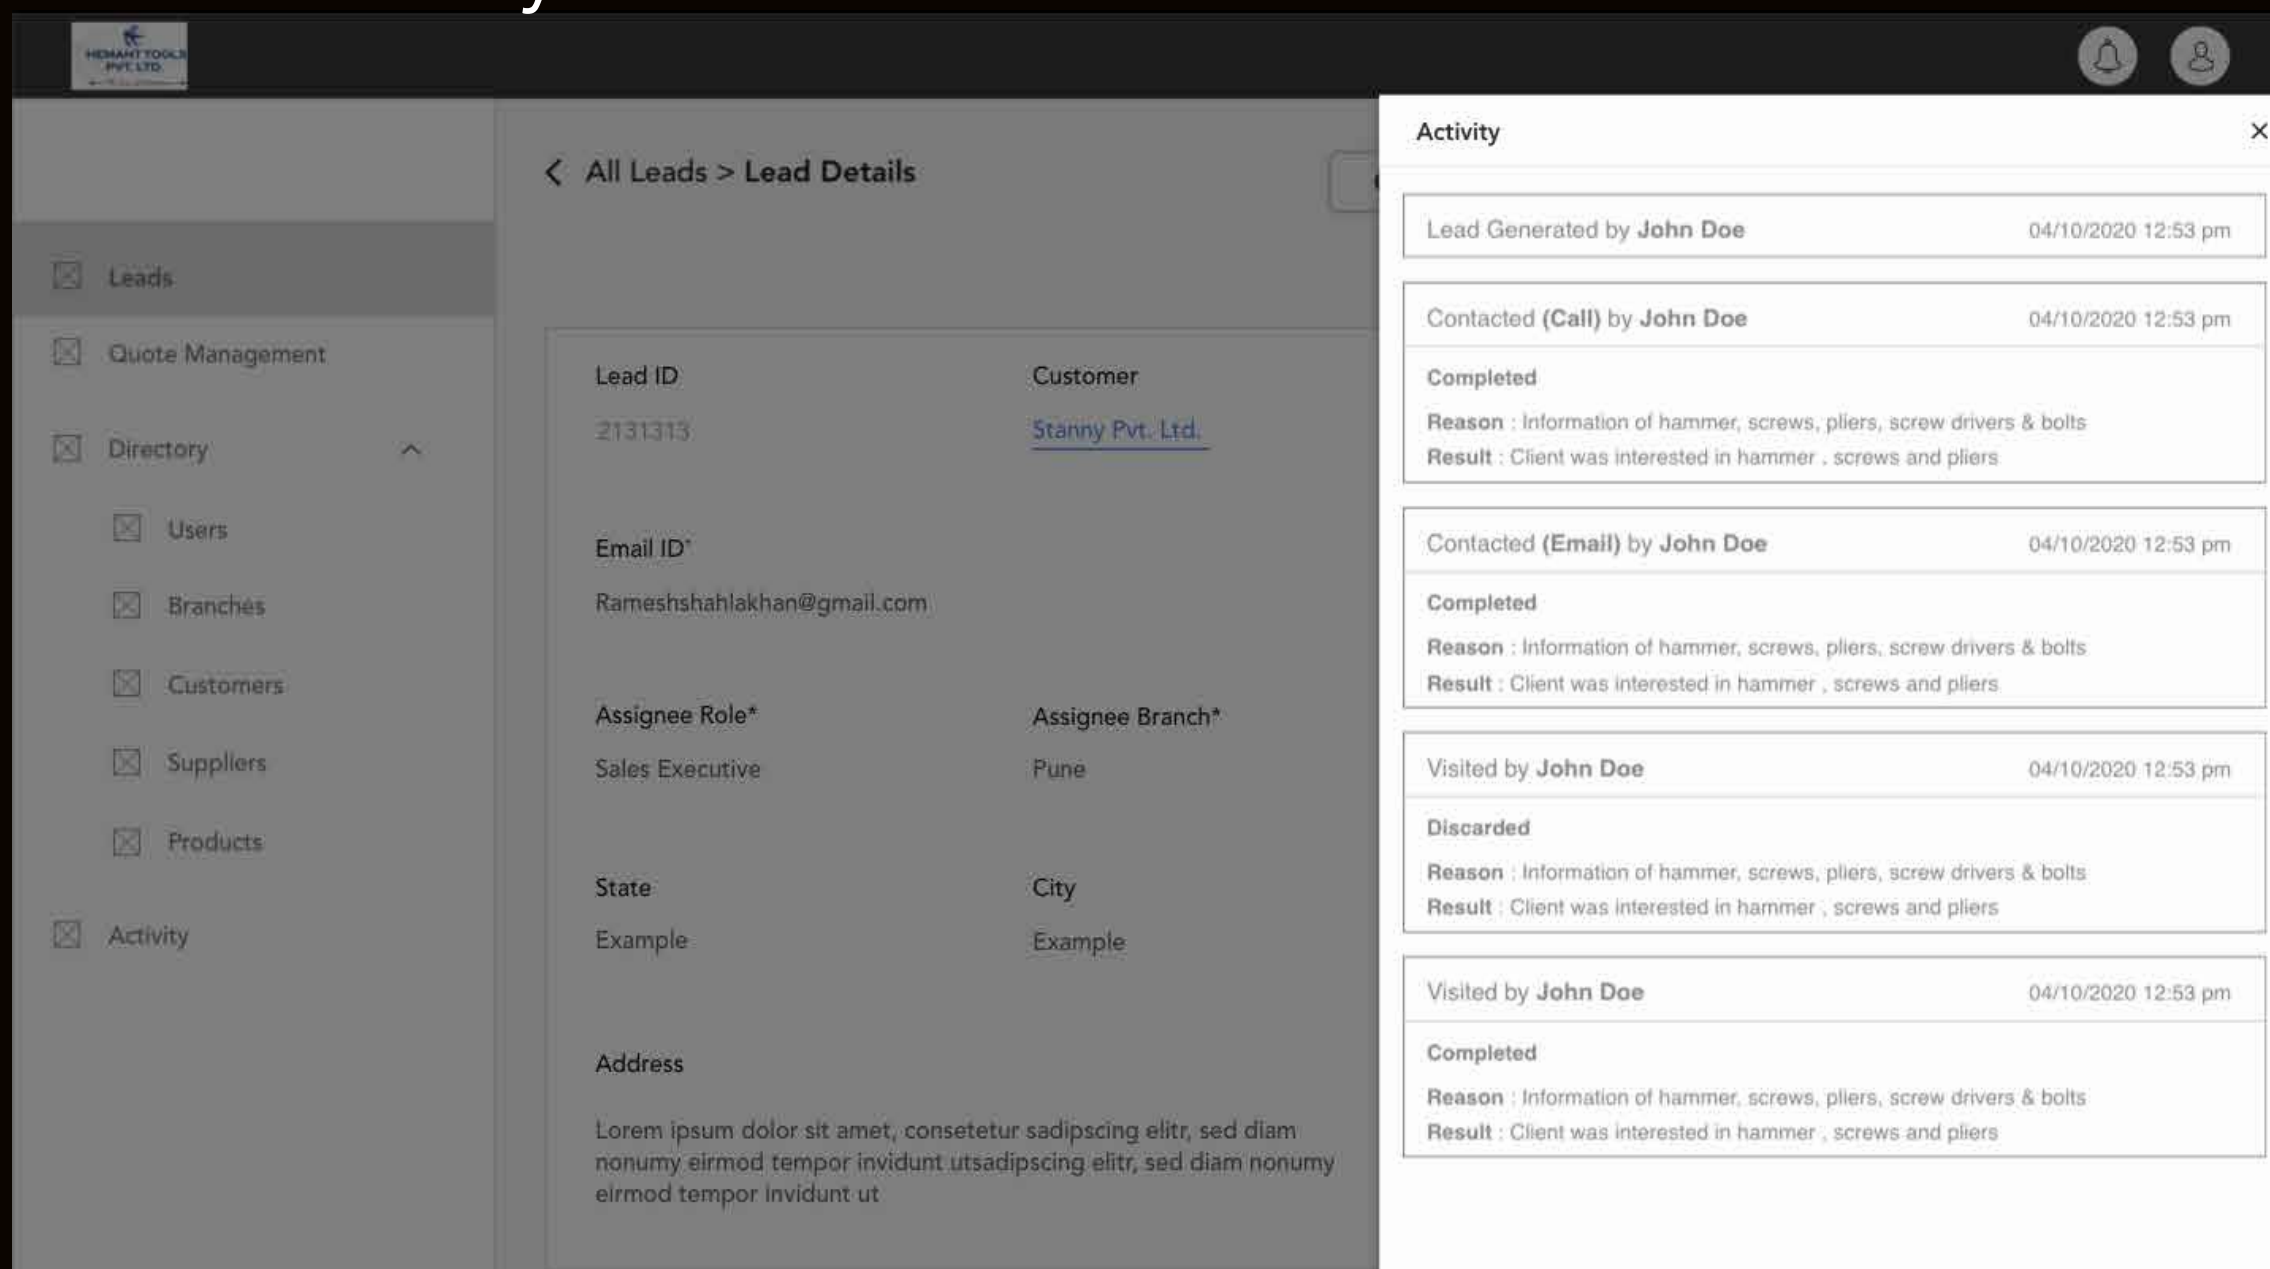 HEMANT TOOLS
PVT. LTD.
All Leads > Lead Details
Leads
Quote Management
Directory
Users
Branches
Customers
Suppliers
Products
Activity
Lead ID
Customer
2131313
Stanny Pvt. Ltd.
Email ID*
Rameshshahlakhan@gmail.com
Assignee Role*
Assignee Branch*
Sales Executive
Pune
State
City
Example
Example
Address
Lorem ipsum dolor sit amet, consetetur sadipscing elitr, sed diam
nonumy eirmod tempor invidunt utsadipscing elitr, sed diam nonumy
eirmod tempor invidunt ut
Activity
Lead Generated by John Doe 04/10/2020 12:53 pm
Contacted (Call) by John Doe 04/10/2020 12:53 pm
Completed
Reason : Information of hammer, screws, pliers, screw drivers & bolts
Result : Client was interested in hammer , screws and pliers
Contacted (Email) by John Doe 04/10/2020 12:53 pm
Completed
Reason : Information of hammer, screws, pliers, screw drivers & bolts
Result : Client was interested in hammer , screws and pliers
Visited by John Doe 04/10/2020 12:53 pm
Discarded
Reason : Information of hammer, screws, pliers, screw drivers & bolts
Result : Client was interested in hammer , screws and pliers
Visited by John Doe 04/10/2020 12:53 pm
Completed
Reason : Information of hammer, screws, pliers, screw drivers & bolts
Result : Client was interested in hammer , screws and pliers